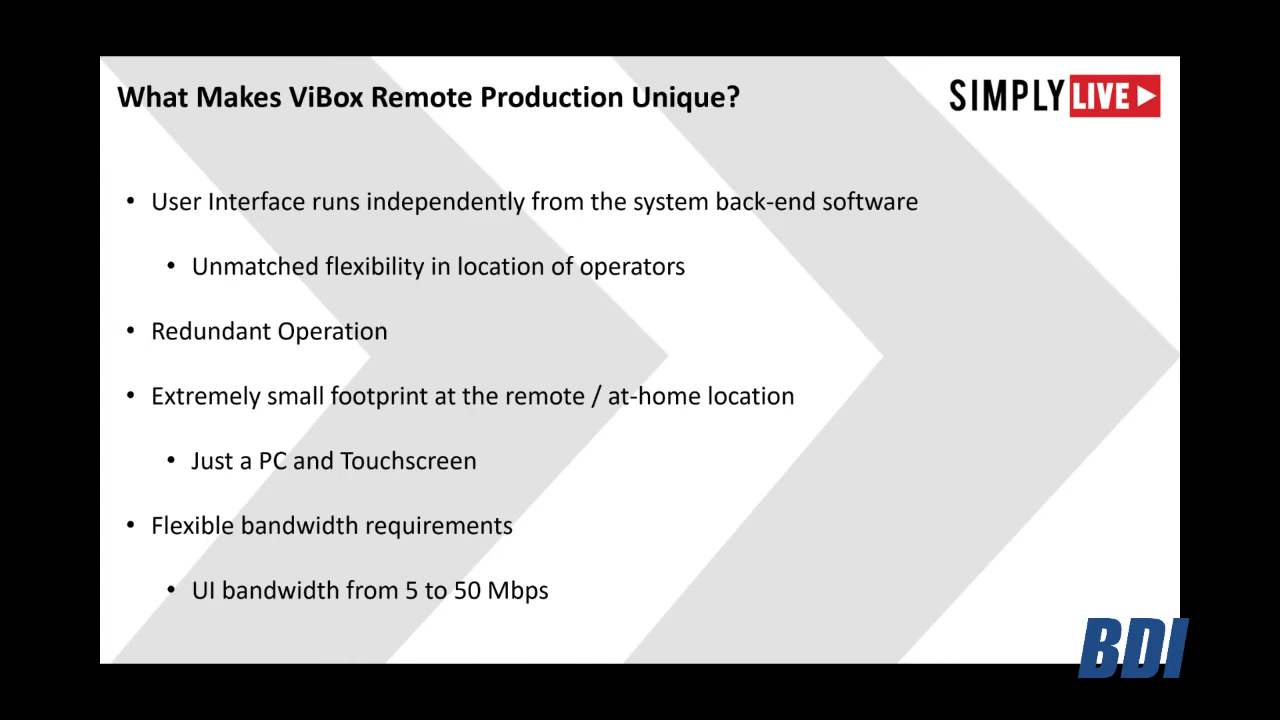 What Makes ViBox Remote Production Unique?
SIMPLY LIVE
• User Interface runs independently from the system back-end software
• Unmatched flexibility in location of operators
• Redundant Operation
• Extremely small footprint at the remote / at-home location
• Just a PC and Touchscreen
• Flexible bandwidth requirements
• UI bandwidth from 5 to 50 Mbps
BDI